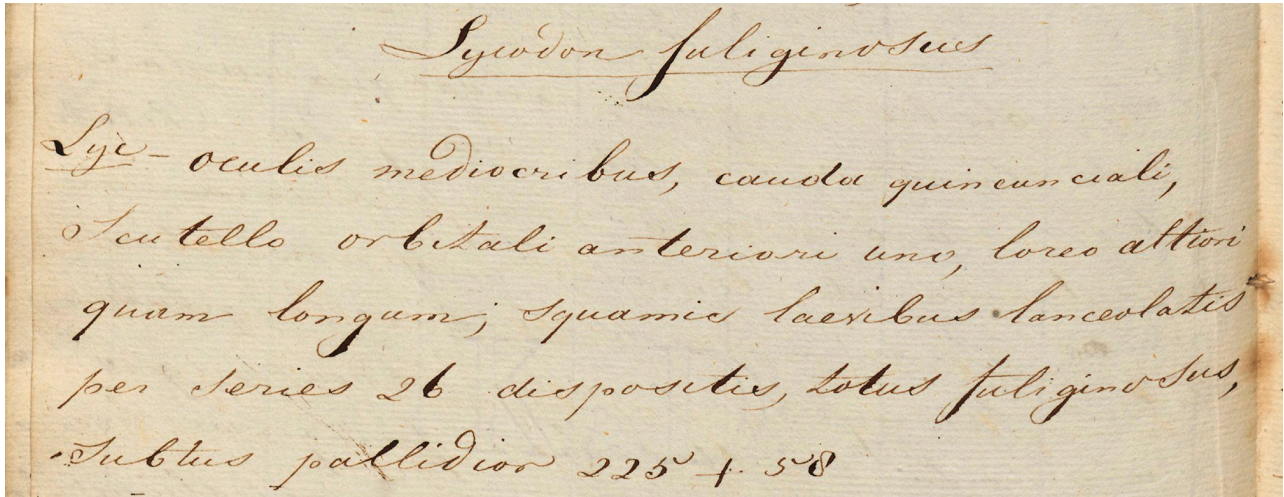 Lycodon fuliginosus
Lyc - oculis mediocribus, cauda quincunciali,
Scutello orbitali anteriori uno, loreo altiori
quam longum; squamis laevibus lanceolatis
per series 26 dispositis, totus fuliginosus,
Subtus pallidior 225 + 58